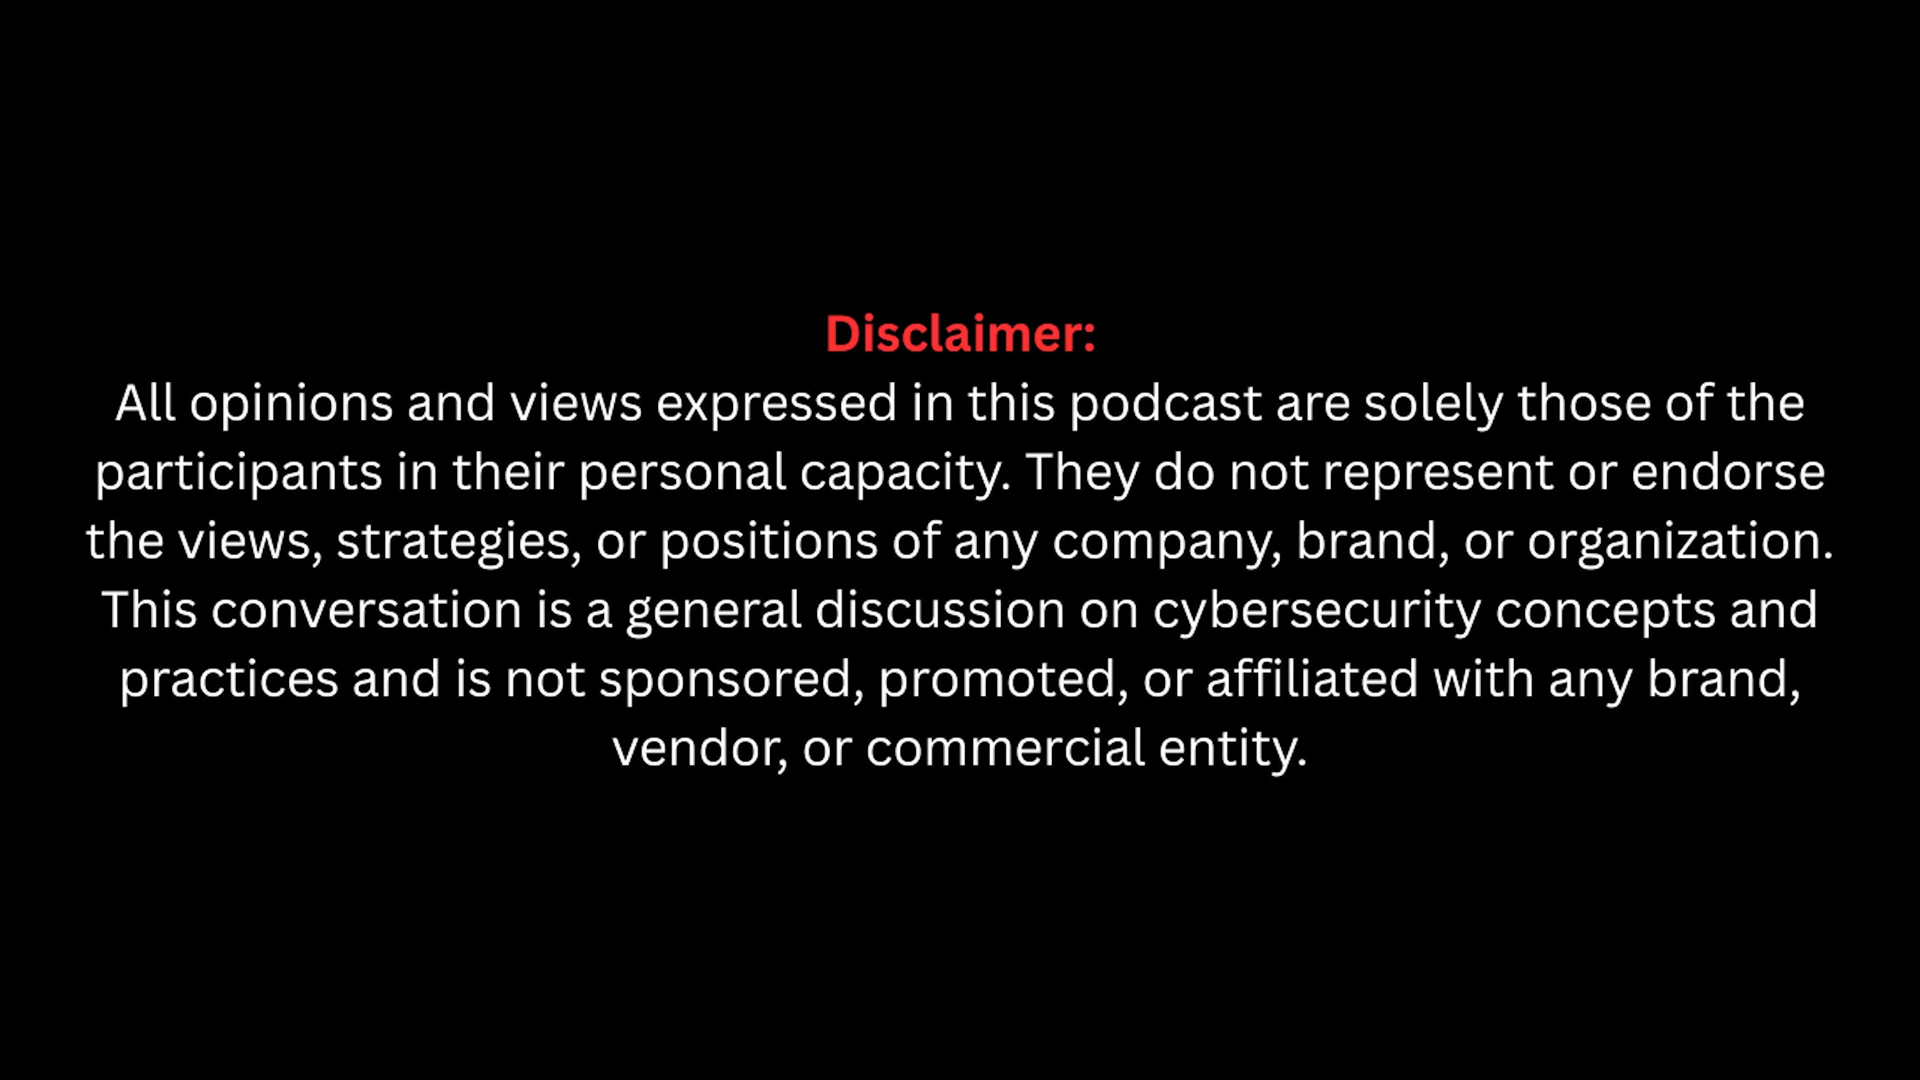 Disclaimer:
All opinions and views expressed in this podcast are solely those of the
participants in their personal capacity. They do not represent or endorse
the views, strategies, or positions of any company, brand, or organization.
This conversation is a general discussion on cybersecurity concepts and
practices and is not sponsored, promoted, or affiliated with any brand,
vendor, or commercial entity.